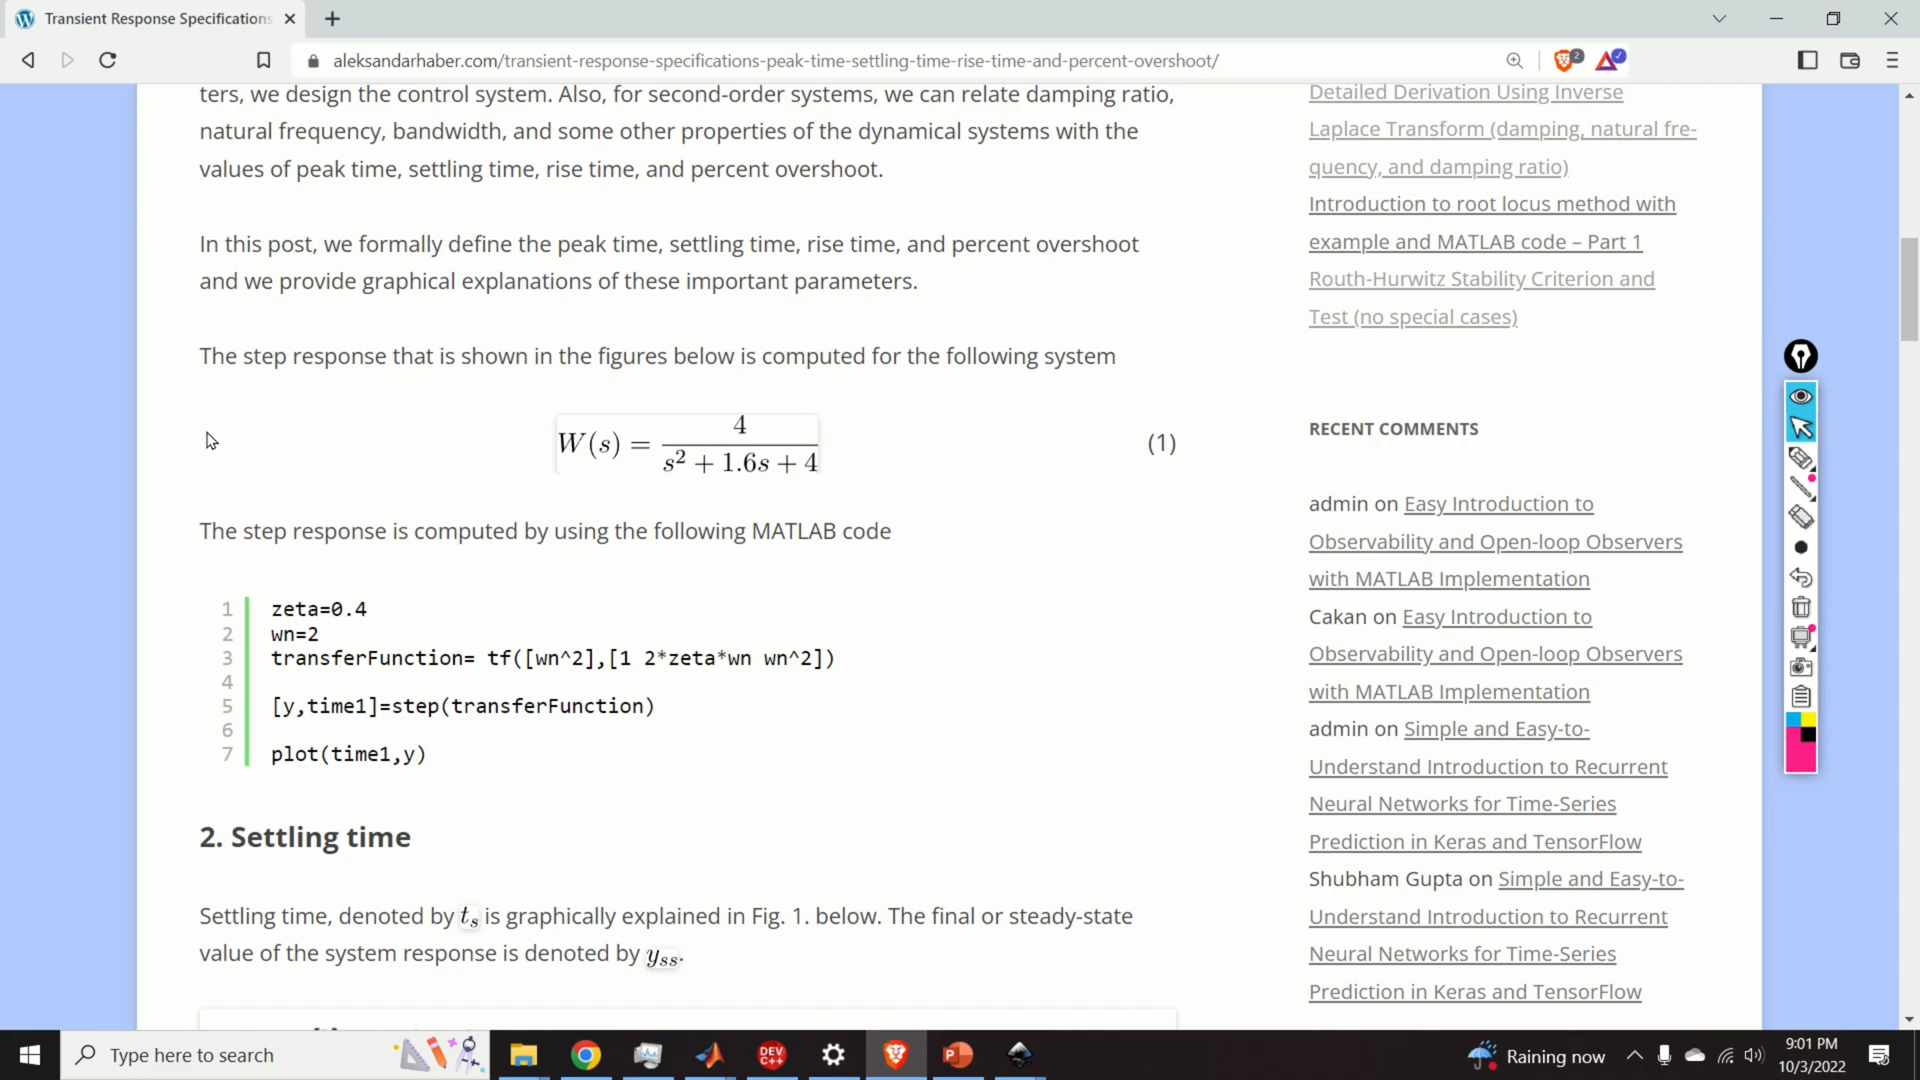 Transient Response Specifications
aleksandarhaber.com/transient-response-specifications-peak-time-settling-time-rise-time-and-percent-overshoot/
2
ters, we design the control system. Also, for second-order systems, we can relate damping ratio,
natural frequency, bandwidth, and some other properties of the dynamical systems with the
values of peak time, settling time, rise time, and percent overshoot.
In this post, we formally define the peak time, settling time, rise time, and percent overshoot
and we provide graphical explanations of these important parameters.
The step response that is shown in the figures below is computed for the following system
W(s) = 4 / (s² + 1.6s + 4) (1)
The step response is computed by using the following MATLAB code
1 zeta=0.4
2 wn=2
3 transferFunction= tf([wn^2],[1 2*zeta*wn wn^2])
4
5 [y,time1]=step(transferFunction)
6
7 plot(time1,y)
2. Settling time
Settling time, denoted by tₛ is graphically explained in Fig. 1. below. The final or steady-state
value of the system response is denoted by yₛₛ.
Detailed Derivation Using Inverse
Laplace Transform (damping, natural fre-
quency, and damping ratio)
Introduction to root locus method with
example and MATLAB code – Part 1
Routh-Hurwitz Stability Criterion and
Test (no special cases)
RECENT COMMENTS
admin on Easy Introduction to
Observability and Open-loop Observers
with MATLAB Implementation
Cakan on Easy Introduction to
Observability and Open-loop Observers
with MATLAB Implementation
admin on Simple and Easy-to-
Understand Introduction to Recurrent
Neural Networks for Time-Series
Prediction in Keras and TensorFlow
Shubham Gupta on Simple and Easy-to-
Understand Introduction to Recurrent
Neural Networks for Time-Series
Prediction in Keras and TensorFlow
Type here to search
DEV C++
P
Raining now
9:01 PM
10/3/2022